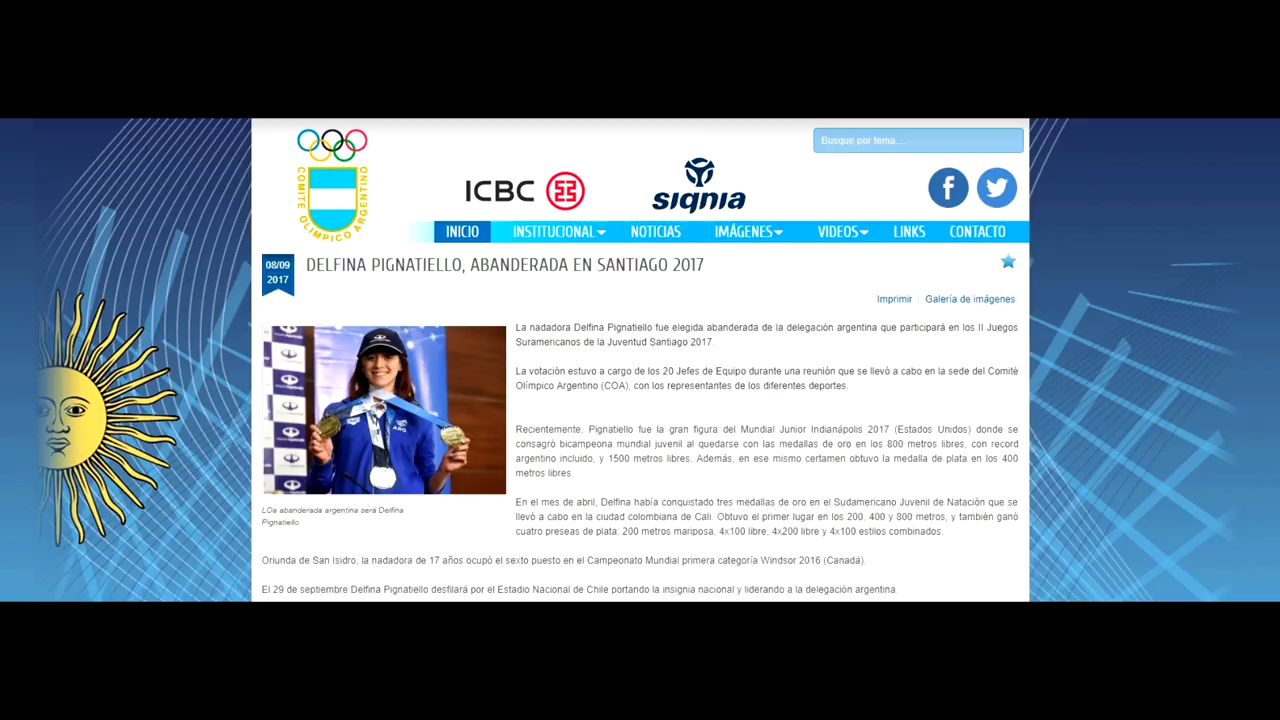 Busque por tema....
COMITE OLIMPICO ARGENTINO
ICBC
siqnia
INICIO INSTITUCIONAL NOTICIAS IMÁGENES VIDEOS LINKS CONTACTO
08/09
2017
DELFINA PIGNATIELLO, ABANDERADA EN SANTIAGO 2017
Imprimir Galería de imágenes
La nadadora Delfina Pignatiello fue elegida abanderada de la delegación argentina que participará en los II Juegos
Suramericanos de la Juventud Santiago 2017.
La votación estuvo a cargo de los 20 Jefes de Equipo durante una reunión que se llevó a cabo en la sede del Comité
Olímpico Argentino (COA), con los representantes de los diferentes deportes.
Recientemente, Pignatiello fue la gran figura del Mundial Junior Indianápolis 2017 (Estados Unidos) donde se
consagró bicampeona mundial juvenil al quedarse con las medallas de oro en los 800 metros libres, con record
argentino incluido, y 1500 metros libres. Además, en ese mismo certamen obtuvo la medalla de plata en los 400
metros libres.
En el mes de abril, Delfina había conquistado tres medallas de oro en el Sudamericano Juvenil de Natación que se
llevó a cabo en la ciudad colombiana de Cali. Obtuvo el primer lugar en los 200, 400 y 800 metros, y también ganó
cuatro preseas de plata: 200 metros mariposa, 4x100 libre, 4x200 libre y 4x100 estilos combinados.
ARG
LOa abanderada argentina será Delfina
Pignatiello
Oriunda de San Isidro, la nadadora de 17 años ocupó el sexto puesto en el Campeonato Mundial primera categoría Windsor 2016 (Canadá).
El 29 de septiembre Delfina Pignatiello desfilará por el Estadio Nacional de Chile portando la insignia nacional y liderando a la delegación argentina.